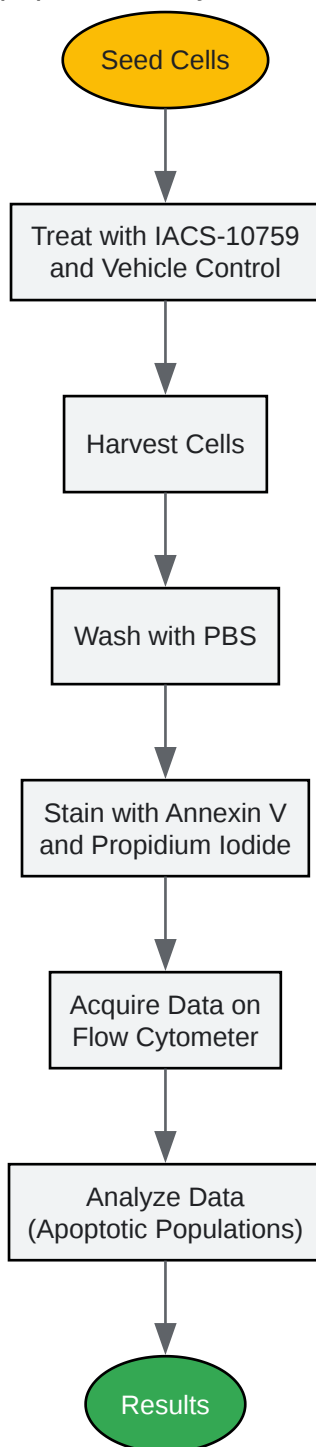 Seed Cells
Treat with IACS-10759
and Vehicle Control
Harvest Cells
Wash with PBS
Stain with Annexin V
and Propidium Iodide
Acquire Data on
Flow Cytometer
Analyze Data
(Apoptotic Populations)
Results